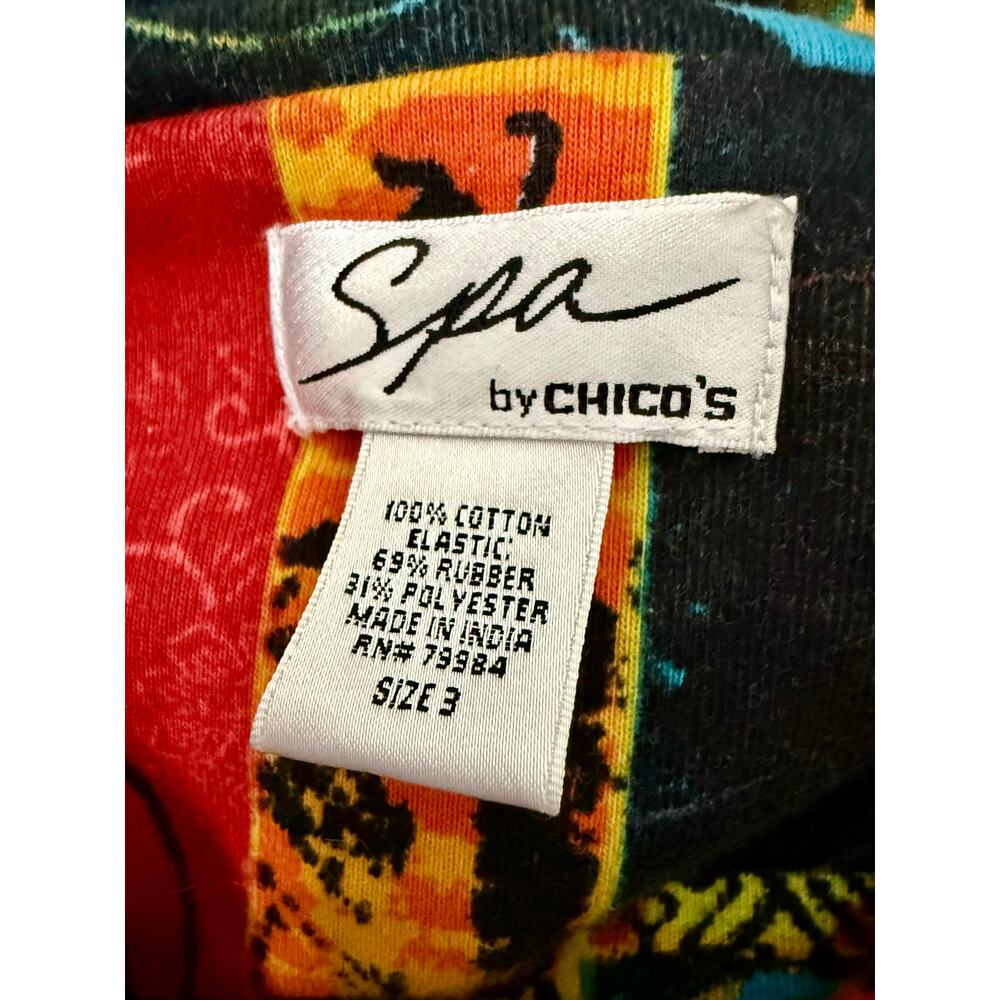 Spa
by CHICO'S
100% COTTON
ELASTIC:
69% RUBBER
31% POLYESTER
MADE IN INDIA
RN# 79984
SIZE 3